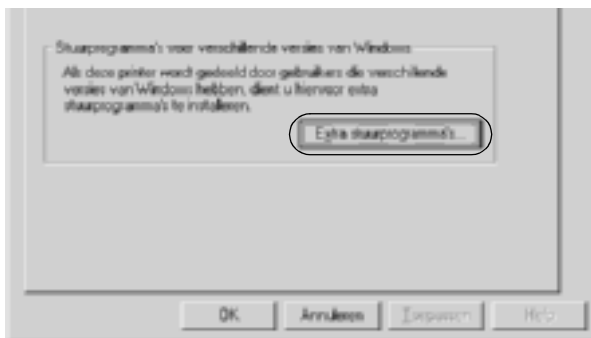 Stuurprogramma's voor verschillende versies van Windows
Als deze printer wordt gedeeld door gebruikers die verschillende
versies van Windows hebben, dient u hiervoor extra
stuurprogramma's te installeren.
Extra stuurprogramma's...
OK Annuleren Toepassen Help